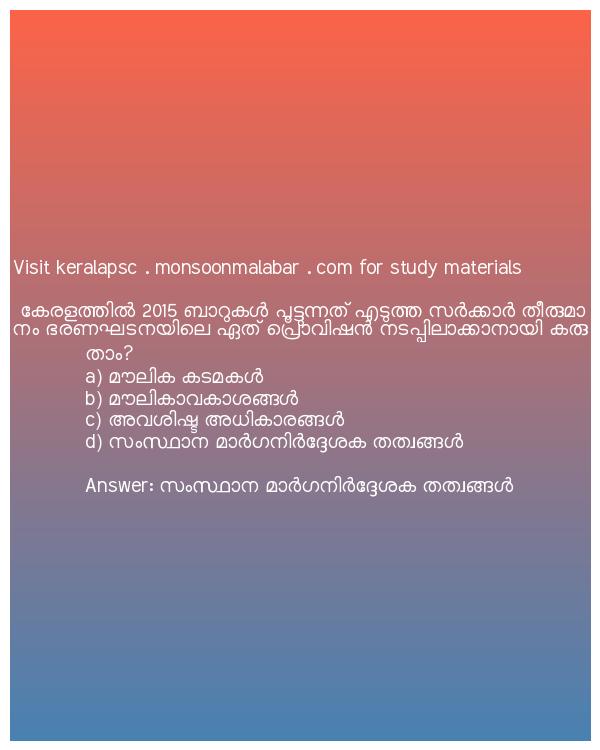 Visit keralapsc . monsoonmalabar . com for study materials
കേരളത്തിൽ 2015 ബാറുകൾ പൂട്ടുന്നത് എടുത്ത സർക്കാർ തീരുമാ
നം ഭരണഘടനയിലെ ഏത് പ്രൊവിഷൻ നടപ്പിലാക്കാനായി കരു
താം?
a) മൗലിക കടമകൾ
b) മൗലികാവകാശങ്ങൾ
c) അവശിഷ്ട അധികാരങ്ങൾ
d) സംസ്ഥാന മാർഗനിർദ്ദേശക തത്വങ്ങൾ
Answer: സംസ്ഥാന മാർഗനിർദ്ദേശക തത്വങ്ങൾ